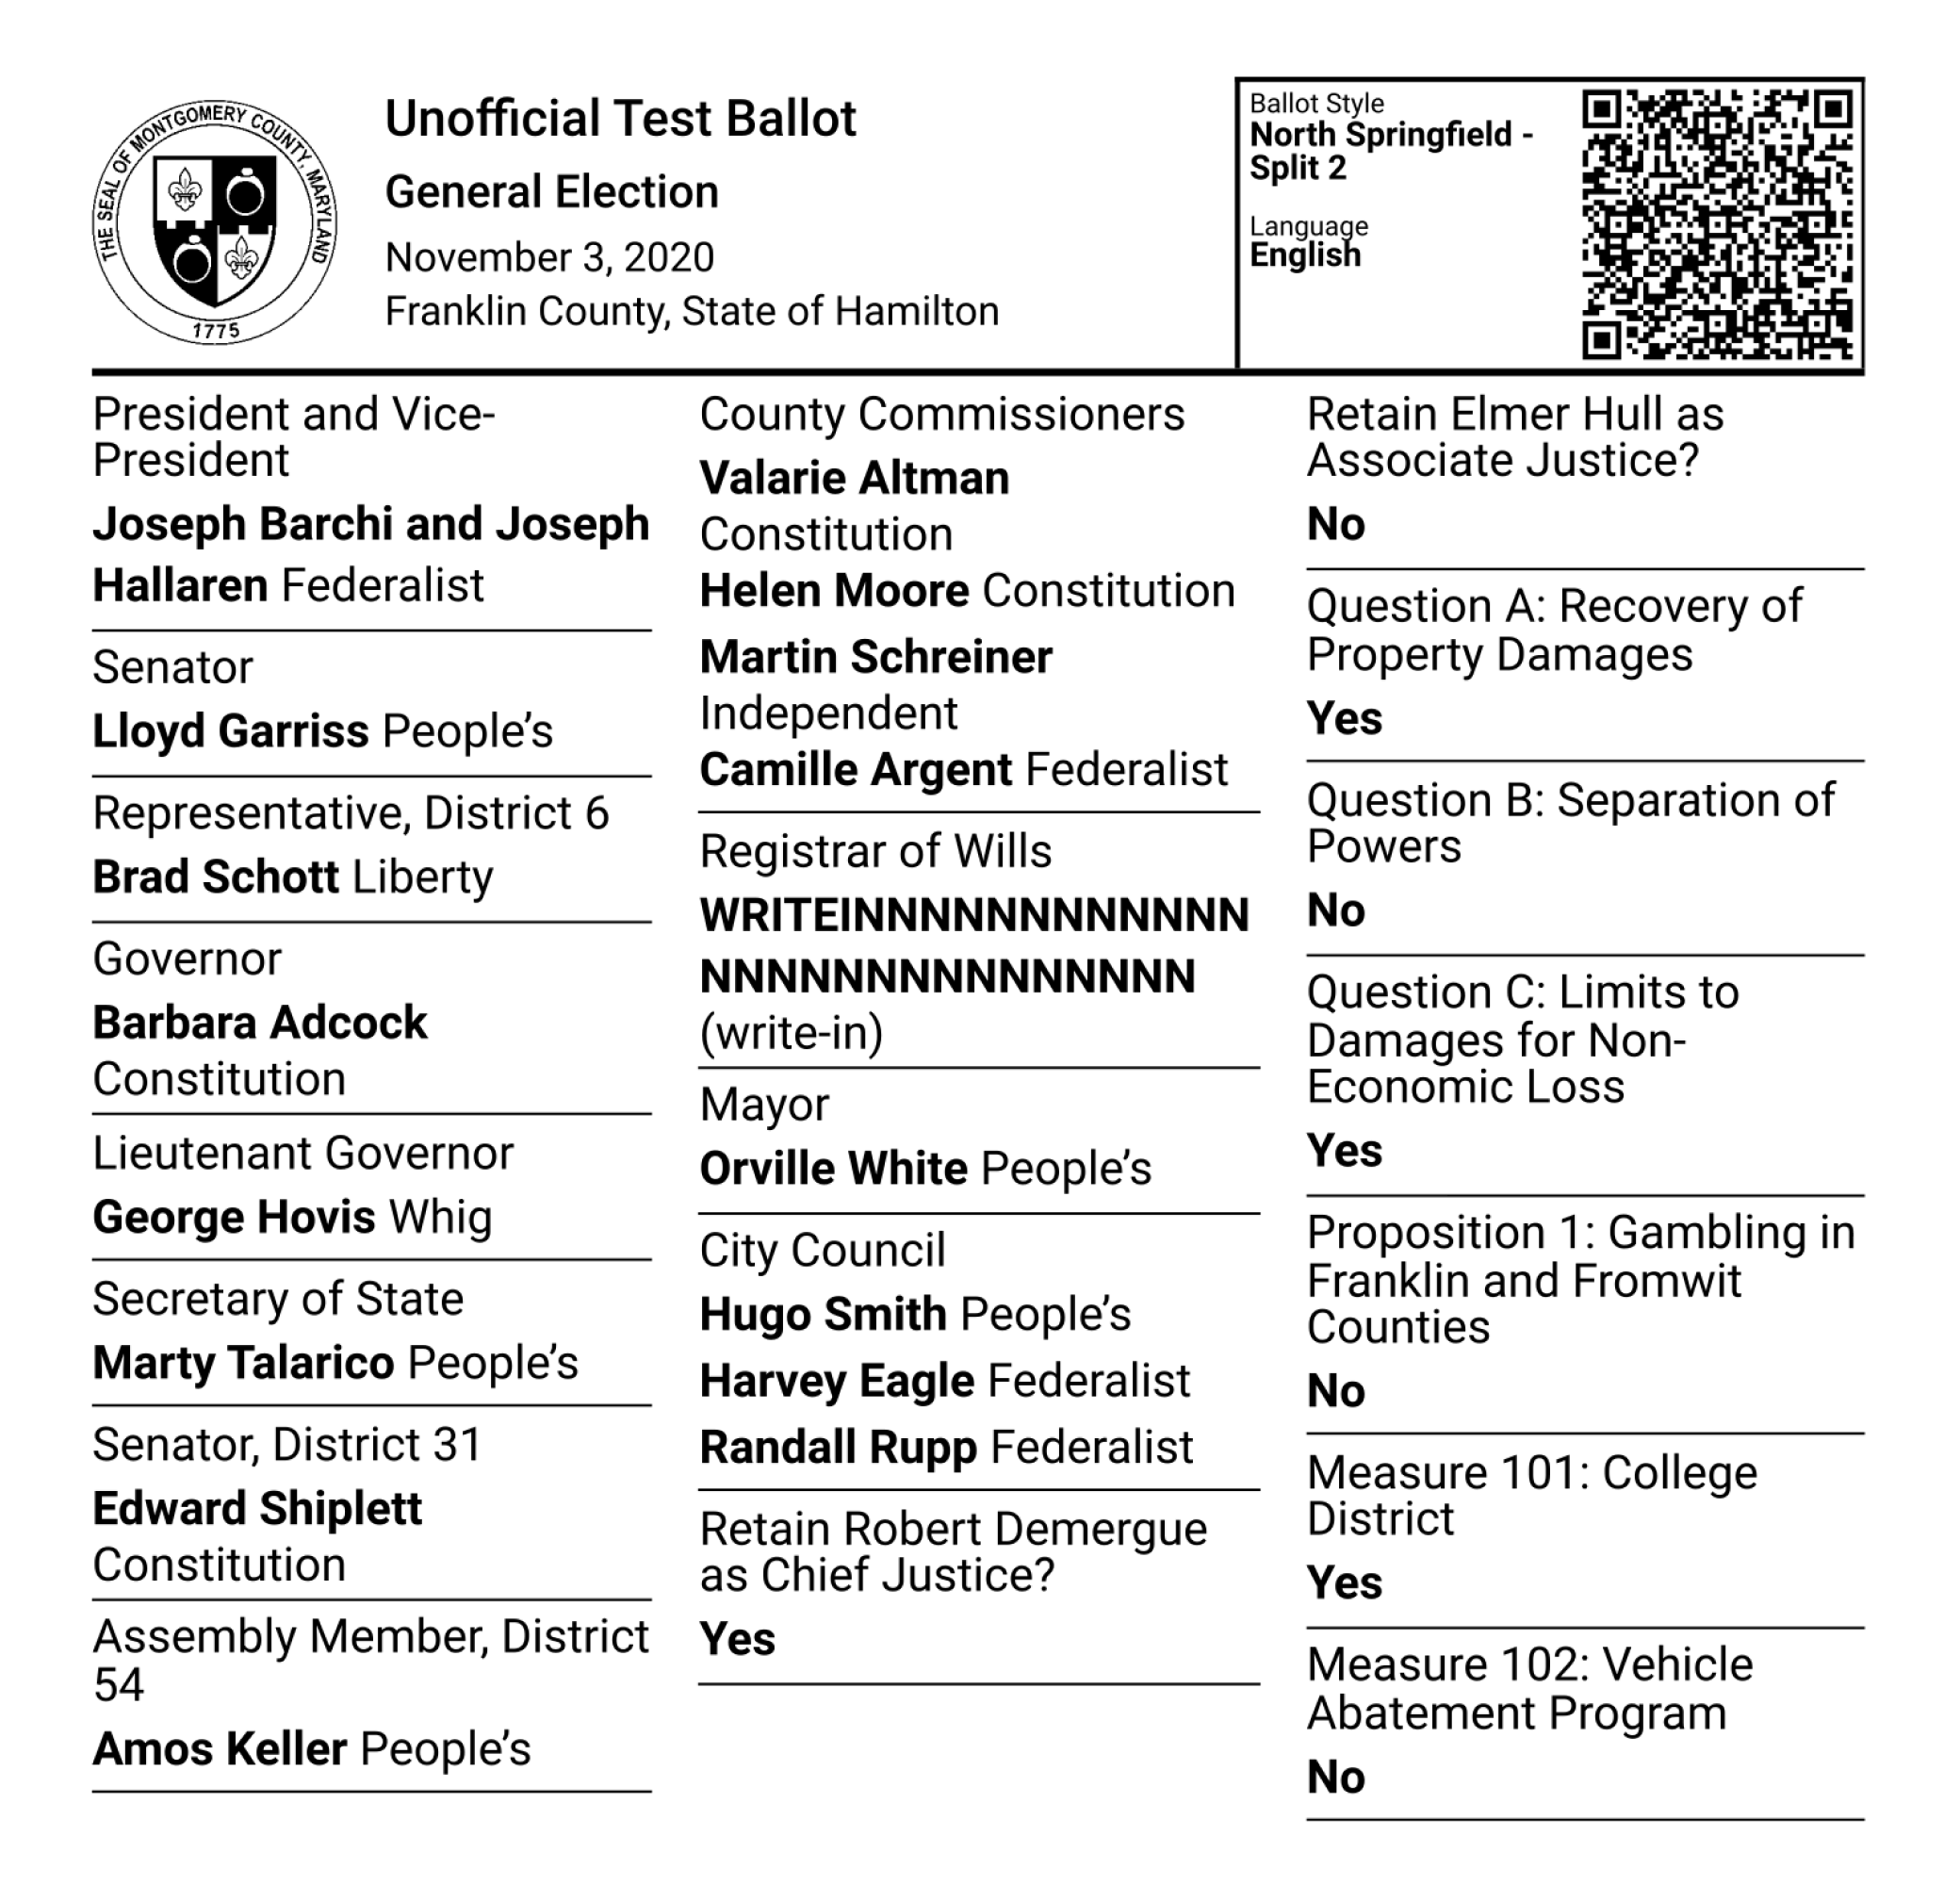 THE SEAL OF MONTGOMERY COUNTY, MARYLAND
1775
Unofficial Test Ballot
General Election
November 3, 2020
Franklin County, State of Hamilton
Ballot Style
North Springfield -
Split 2
Language
English
President and Vice-
President
Joseph Barchi and Joseph
Hallaren Federalist
Senator
Lloyd Garriss People’s
Representative, District 6
Brad Schott Liberty
Governor
Barbara Adcock
Constitution
Lieutenant Governor
George Hovis Whig
Secretary of State
Marty Talarico People’s
Senator, District 31
Edward Shiplett
Constitution
Assembly Member, District
54
Amos Keller People’s
County Commissioners
Valarie Altman
Constitution
Helen Moore Constitution
Martin Schreiner
Independent
Camille Argent Federalist
Registrar of Wills
WRITEINNNNNNNNNNNNN
NNNNNNNNNNNNNNNN
(write-in)
Mayor
Orville White People’s
City Council
Hugo Smith People’s
Harvey Eagle Federalist
Randall Rupp Federalist
Retain Robert Demergue
as Chief Justice?
Yes
Retain Elmer Hull as
Associate Justice?
No
Question A: Recovery of
Property Damages
Yes
Question B: Separation of
Powers
No
Question C: Limits to
Damages for Non-
Economic Loss
Yes
Proposition 1: Gambling in
Franklin and Fromwit
Counties
No
Measure 101: College
District
Yes
Measure 102: Vehicle
Abatement Program
No